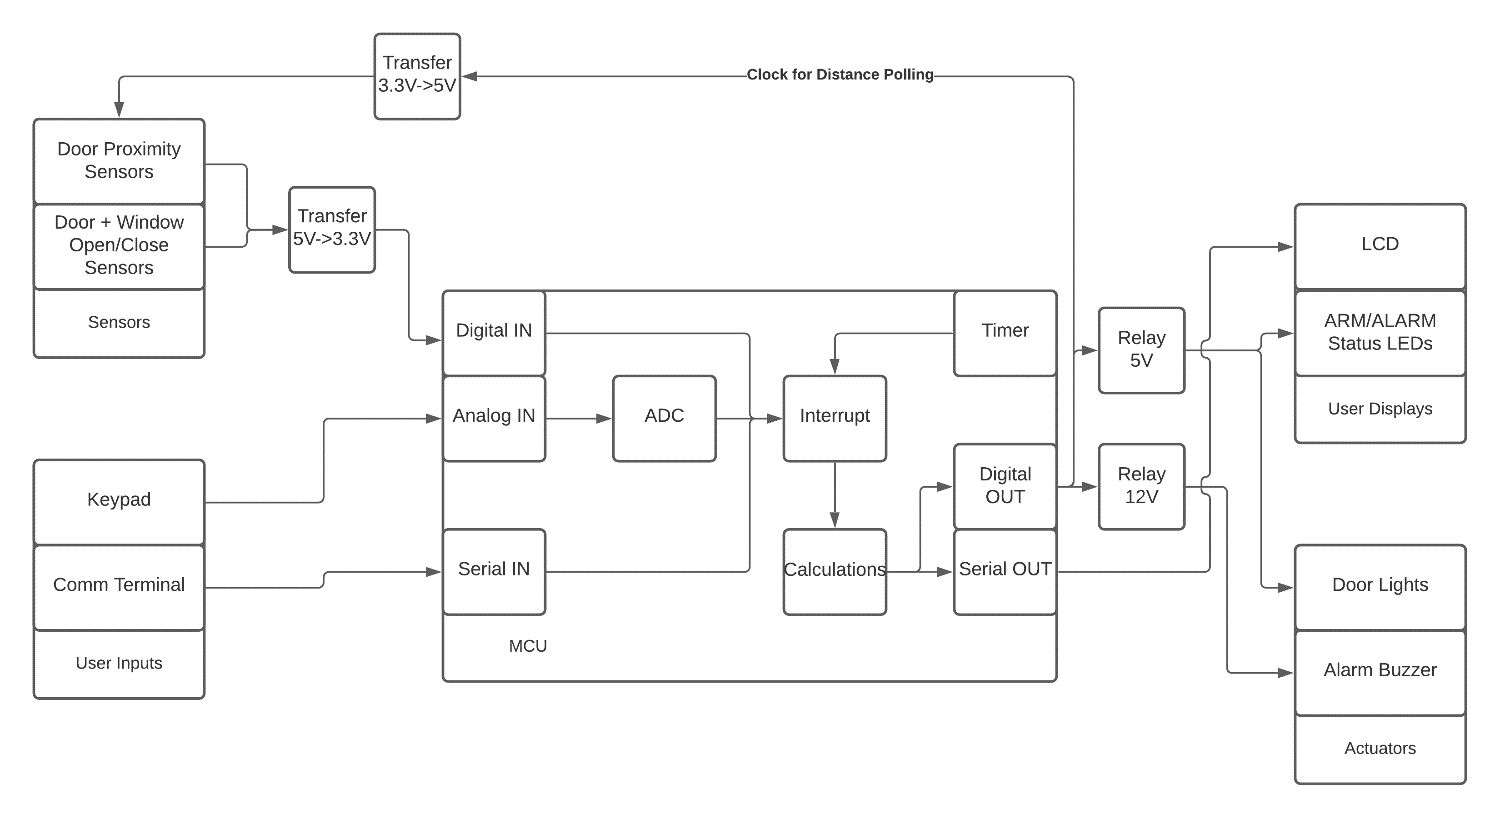 Transfer
3.3V->5V
Clock for Distance Polling
Door Proximity
Sensors
Door + Window
Open/Close
Sensors
Sensors
Transfer
5V->3.3V
Keypad
Comm Terminal
User Inputs
Digital IN
Analog IN
Serial IN
ADC
Interrupt
Calculations
Timer
Digital
OUT
Serial OUT
MCU
Relay
5V
Relay
12V
LCD
ARM/ALARM
Status LEDs
User Displays
Door Lights
Alarm Buzzer
Actuators